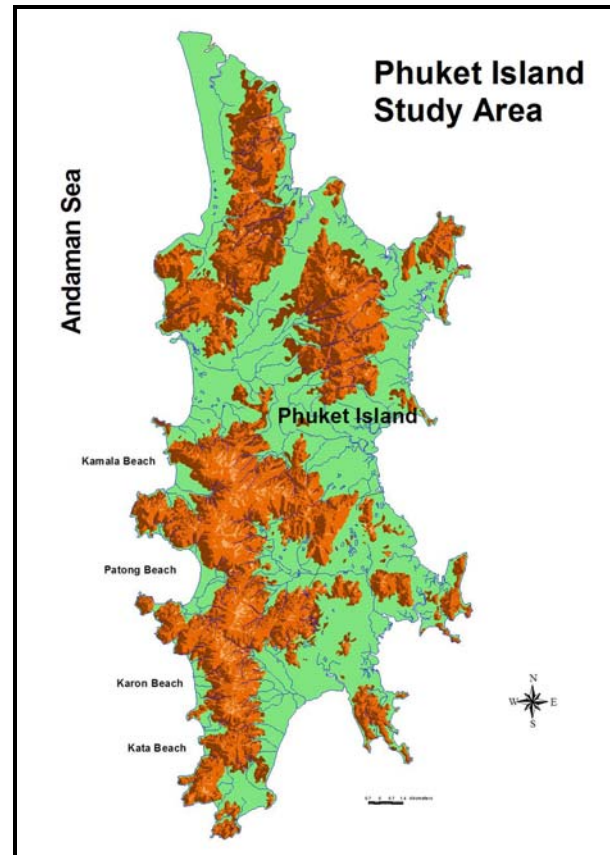 Phuket Island
Study Area
Andaman Sea
Phuket Island
Kamala Beach
Patong Beach
Karon Beach
Kata Beach
N
W E
S